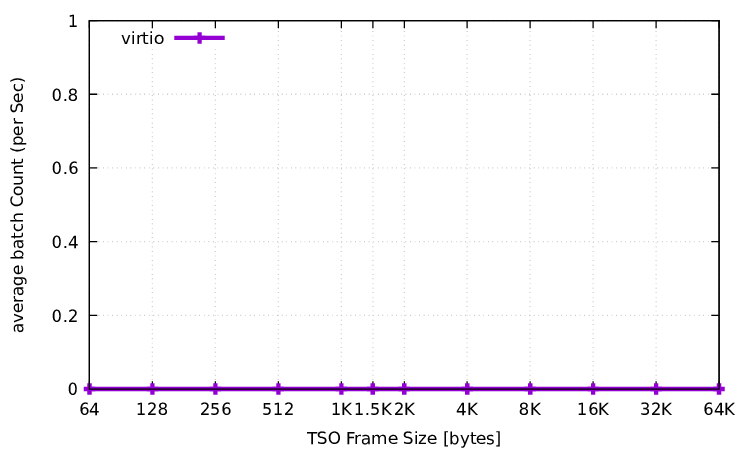 1
virtio
0.8
0.6
0.4
0.2
0
average batch Count (per Sec)
64 128 256 512 1K 1.5K 2K 4K 8K 16K 32K 64K
TSO Frame Size [bytes]